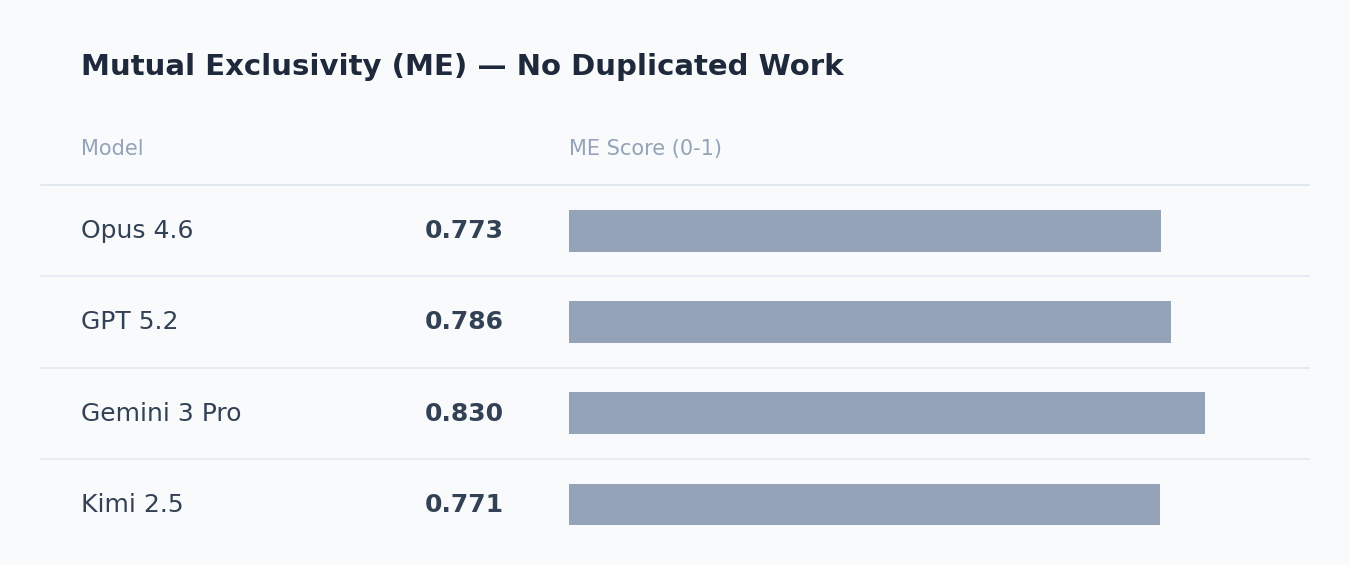 Mutual Exclusivity (ME) — No Duplicated Work
Model ME Score (0-1)
Opus 4.6 0.773
GPT 5.2 0.786
Gemini 3 Pro 0.830
Kimi 2.5 0.771